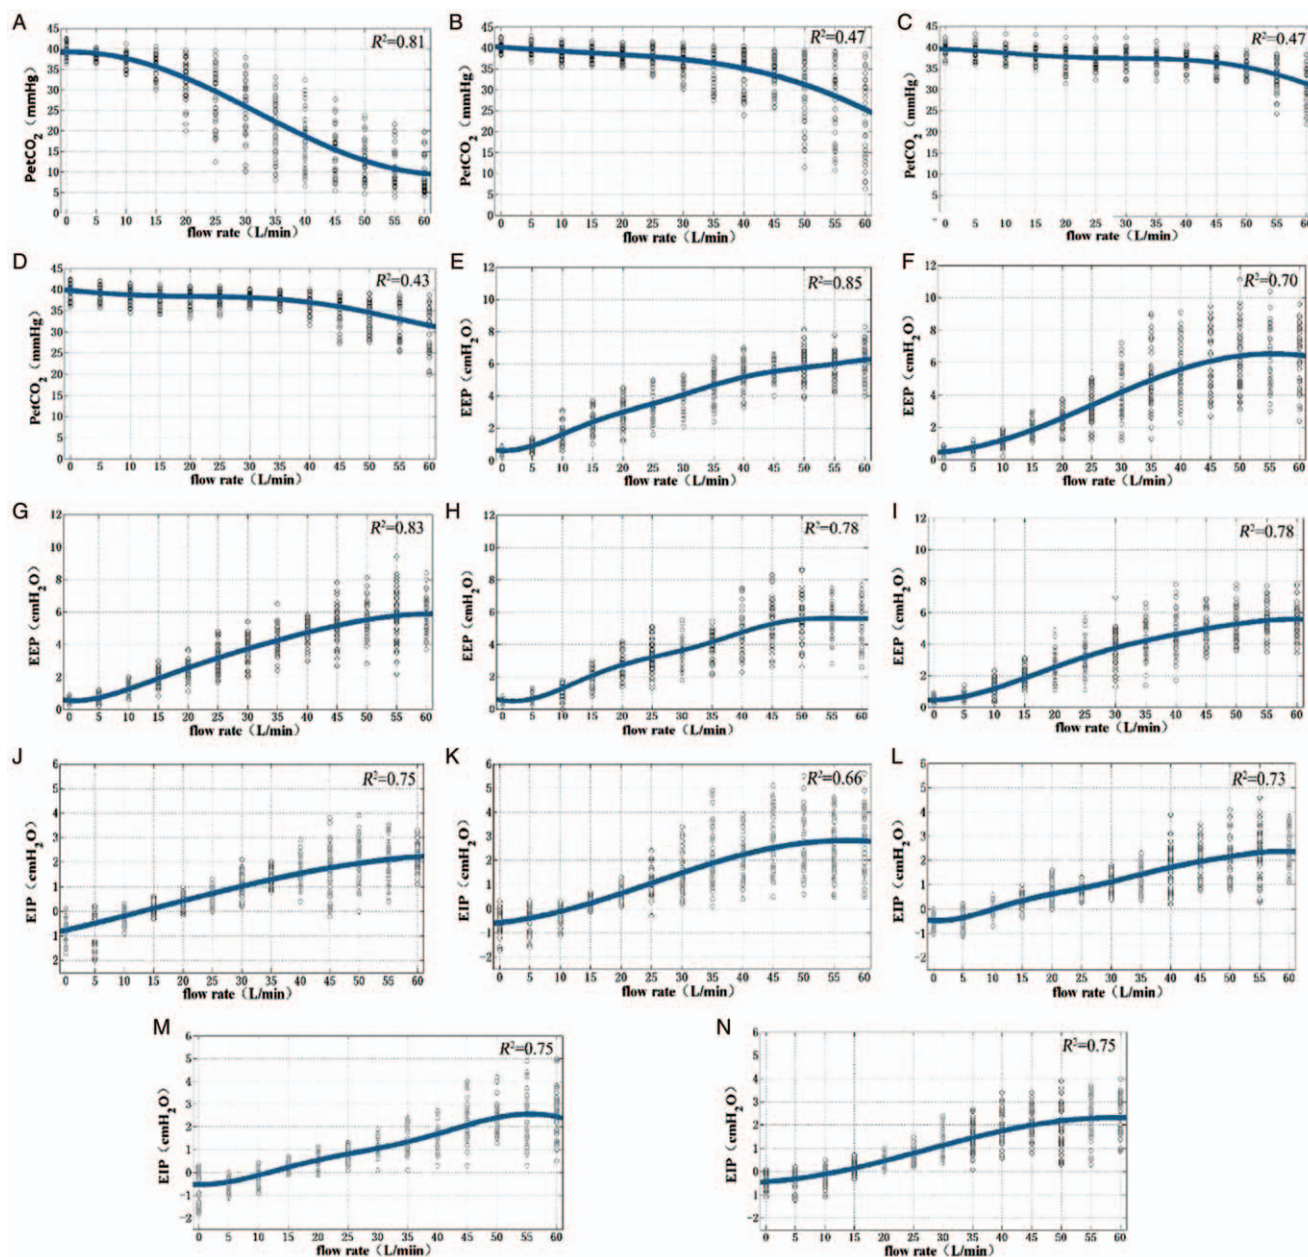 A
R²=0.81
PetCO₂ (mmHg)
45
40
35
30
25
20
15
10
5
0
0 5 10 15 20 25 30 35 40 45 50 55 60
flow rate (L/min)
B
R²=0.47
PetCO₂ (mmHg)
45
40
35
30
25
20
15
10
5
0
0 5 10 15 20 25 30 35 40 45 50 55 60
flow rate (L/min)
C
R²=0.47
PetCO₂ (mmHg)
45
40
35
30
25
20
15
10
5
0 5 10 15 20 25 30 35 40 45 50 55 60
flow rate (L/min)
D
R²=0.43
PetCO₂ (mmHg)
45
40
35
30
25
20
15
10
5
0
0 5 10 15 20 25 30 35 40 45 50 55 60
flow rate (L/min)
E
R²=0.85
EEP (cmH₂O)
12
10
8
6
4
2
0
0 5 10 15 20 25 30 35 40 45 50 55 60
flow rate (L/min)
F
R²=0.70
EEP (cmH₂O)
12
10
8
6
4
2
0
0 5 10 15 20 25 30 35 40 45 50 55 60
flow rate (L/min)
G
R²=0.83
EEP (cmH₂O)
12
10
8
6
4
2
0
0 5 10 15 20 25 30 35 40 45 50 55 60
flow rate (L/min)
H
R²=0.78
EEP (cmH₂O)
12
10
8
6
4
2
0
0 5 10 15 20 25 30 35 40 45 50 55 60
flow rate (L/min)
I
R²=0.78
EEP (cmH₂O)
12
10
8
6
4
2
0
0 5 10 15 20 25 30 35 40 45 50 55 60
flow rate (L/min)
J
R²=0.75
EIP (cmH₂O)
6
5
4
3
2
1
0
1
2
0 5 10 15 20 25 30 35 40 45 50 55 60
flow rate (L/min)
K
R²=0.66
EIP (cmH₂O)
6
5
4
3
2
1
0
-1
-2
0 5 10 15 20 25 30 35 40 45 50 55 60
flow rate (L/min)
L
R²=0.73
EIP (cmH₂O)
6
5
4
3
2
1
0
-1
-2
0 5 10 15 20 25 30 35 40 45 50 55 60
flow rate (L/min)
M
R²=0.75
EIP (cmH₂O)
6
5
4
3
2
1
0
-1
-2
0 5 10 15 20 25 30 35 40 45 50 55 60
flow rate (L/miin)
N
R²=0.75
EIP (cmH₂O)
6
5
4
3
2
1
0
-1
-2
0 5 10 15 20 25 30 35 40 45 50 55 60
flow rate (L/min)